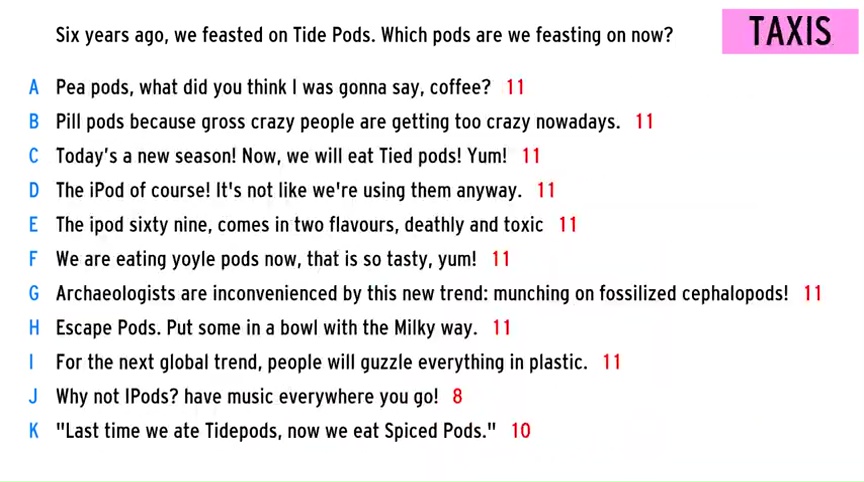 Six years ago, we feasted on Tide Pods. Which pods are we feasting on now?
TAXIS
A Pea pods, what did you think I was gonna say, coffee? 11
B Pill pods because gross crazy people are getting too crazy nowadays. 11
C Today's a new season! Now, we will eat Tied pods! Yum! 11
D The iPod of course! It's not like we're using them anyway. 11
E The ipod sixty nine, comes in two flavours, deathly and toxic 11
F We are eating yoyle pods now, that is so tasty, yum! 11
G Archaeologists are inconvenienced by this new trend: munching on fossilized cephalopods! 11
H Escape Pods. Put some in a bowl with the Milky way. 11
I For the next global trend, people will guzzle everything in plastic. 11
J Why not IPods? have music everywhere you go! 8
K "Last time we ate Tidepods, now we eat Spiced Pods." 10